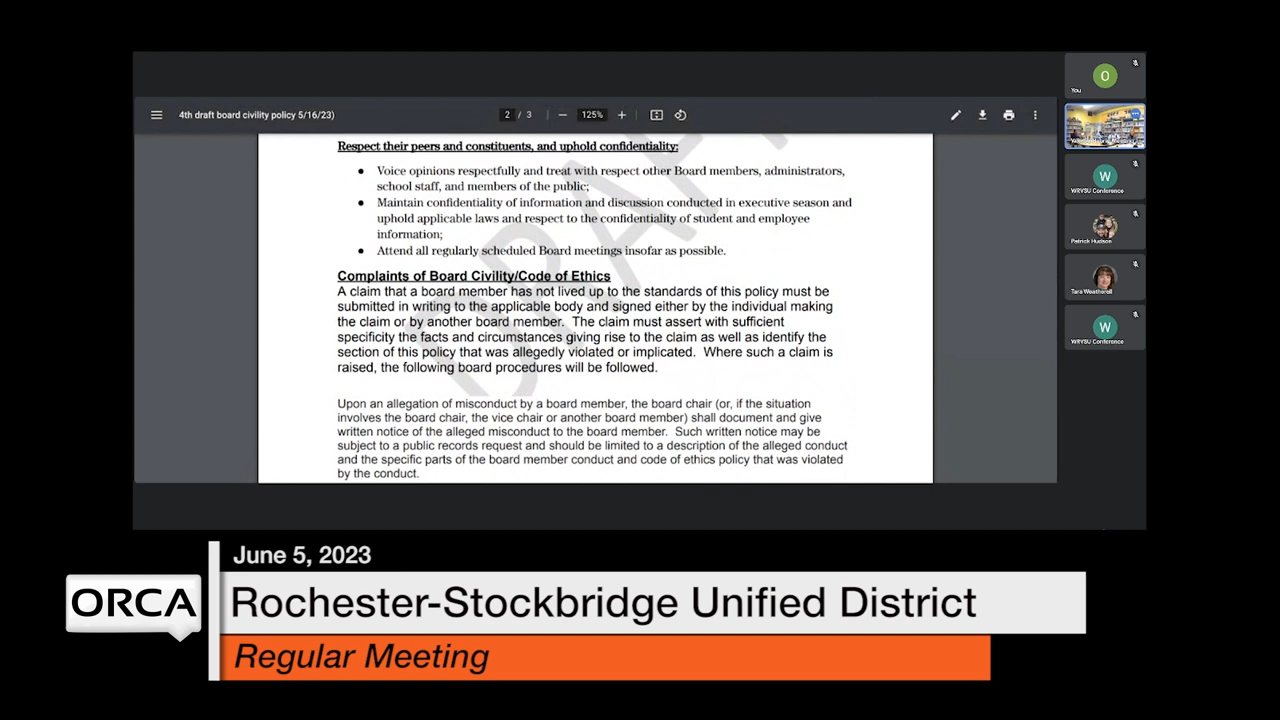 4th draft board civility policy 5/16/23)
2 / 3
125%
DRAFT
Respect their peers and constituents, and uphold confidentiality:
• Voice opinions respectfully and treat with respect other Board members, administrators,
school staff, and members of the public;
• Maintain confidentiality of information and discussion conducted in executive season and
uphold applicable laws and respect to the confidentiality of student and employee
information;
• Attend all regularly scheduled Board meetings insofar as possible.
Complaints of Board Civility/Code of Ethics
A claim that a board member has not lived up to the standards of this policy must be
submitted in writing to the applicable body and signed either by the individual making
the claim or by another board member. The claim must assert with sufficient
specificity the facts and circumstances giving rise to the claim as well as identify the
section of this policy that was allegedly violated or implicated. Where such a claim is
raised, the following board procedures will be followed.
Upon an allegation of misconduct by a board member, the board chair (or, if the situation
involves the board chair, the vice chair or another board member) shall document and give
written notice of the alleged misconduct to the board member. Such written notice may be
subject to a public records request and should be limited to a description of the alleged conduct
and the specific parts of the board member conduct and code of ethics policy that was violated
by the conduct.
O
You
W
WRVSU Conference
Patrick Hudson
Tara Weatherell
W
WRVSU Conference
June 5, 2023
ORCA
Rochester-Stockbridge Unified District
Regular Meeting